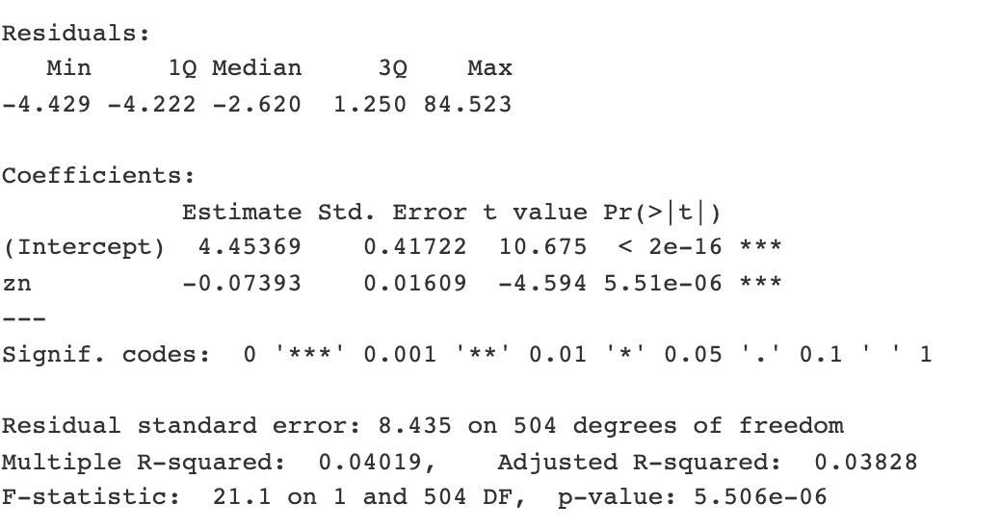 Residuals:
   Min     1Q Median     3Q    Max
-4.429 -4.222 -2.620  1.250 84.523

Coefficients:
            Estimate Std. Error t value Pr(>|t|)
(Intercept)  4.45369    0.41722  10.675  < 2e-16 ***
zn          -0.07393    0.01609  -4.594 5.51e-06 ***
---
Signif. codes:  0 '***' 0.001 '**' 0.01 '*' 0.05 '.' 0.1 ' ' 1

Residual standard error: 8.435 on 504 degrees of freedom
Multiple R-squared:  0.04019,	Adjusted R-squared:  0.03828
F-statistic:  21.1 on 1 and 504 DF,  p-value: 5.506e-06